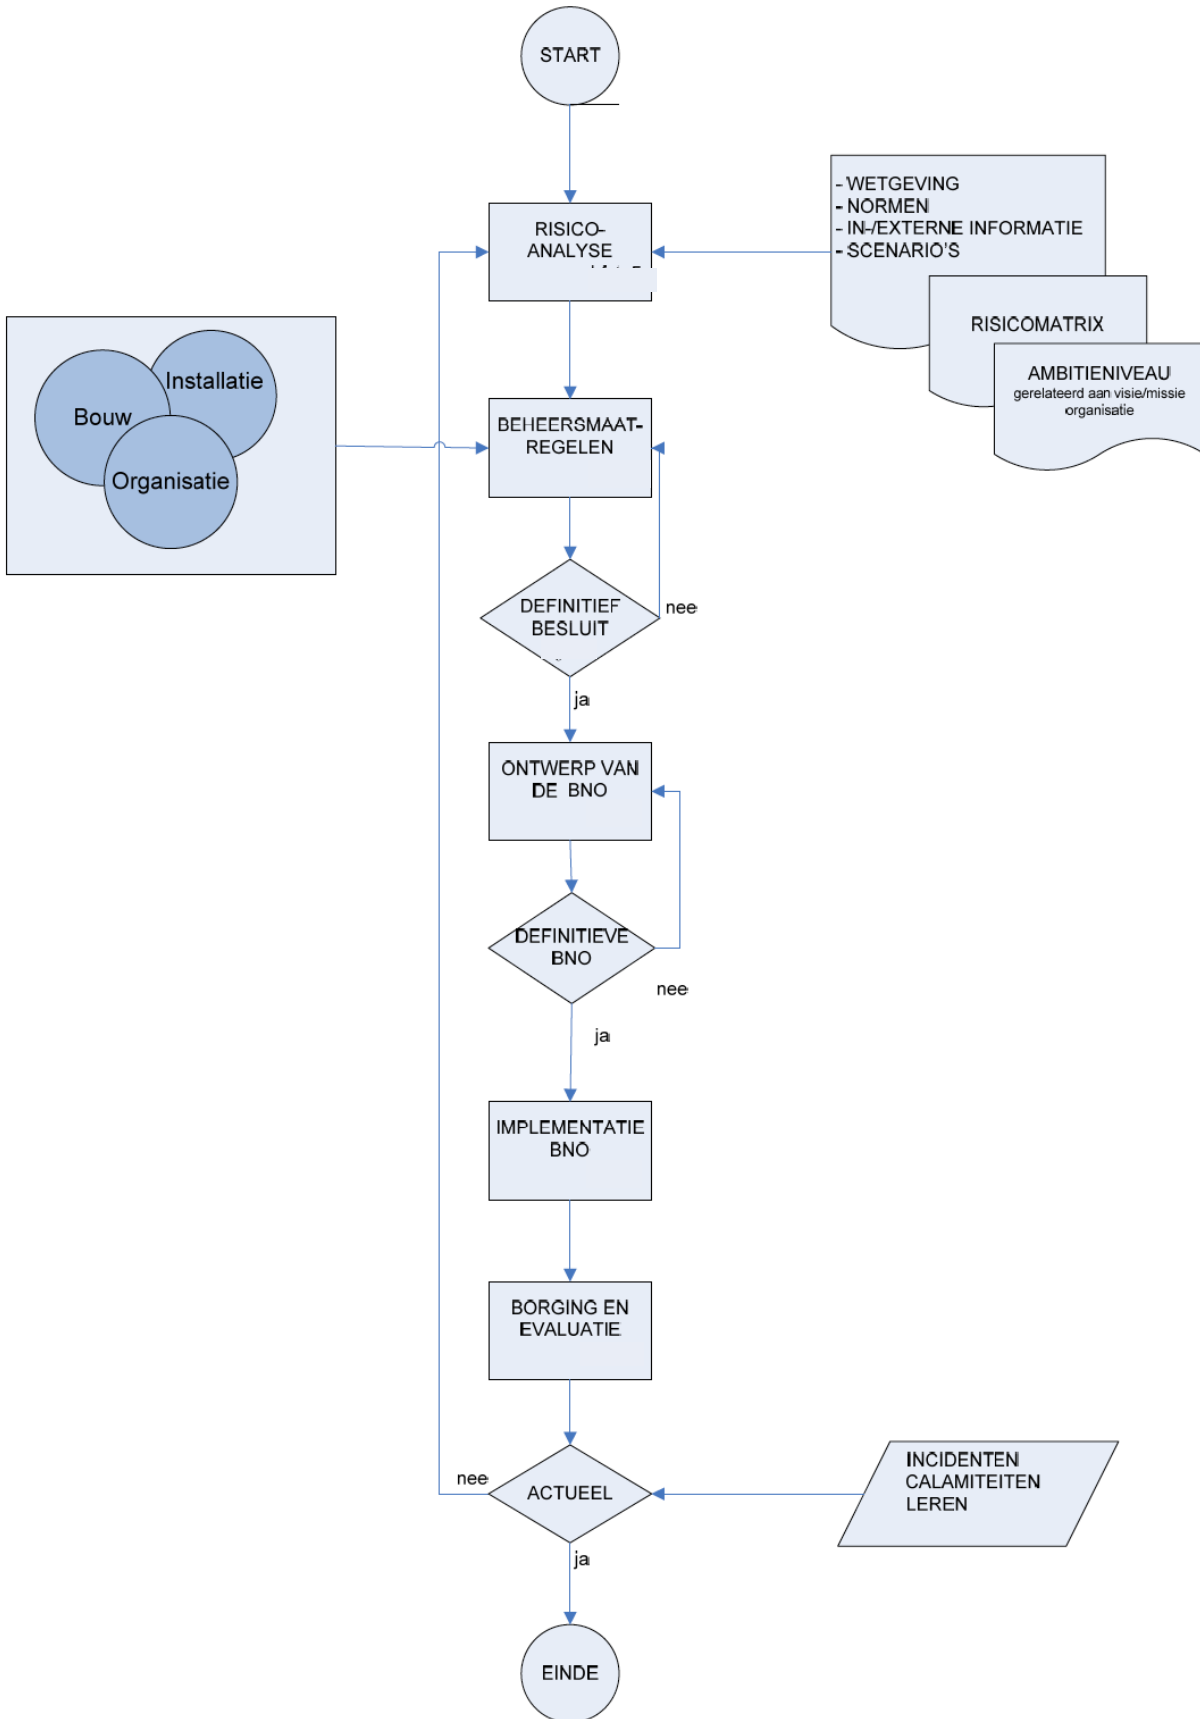 START
- WETGEVING
- NORMEN
- IN-/EXTERNE INFORMATIE
- SCENARIO'S
RISICO-
ANALYSE
RISICOMATRIX
AMBITIENIVEAU
gerelateerd aan visie/missie
organisatie
Installatie
Bouw
Organisatie
BEHEERSMAAT-
REGELEN
DEFINITIEF
BESLUIT
nee
ja
ONTWERP VAN
DE BNO
DEFINITIEVE
BNO
nee
ja
IMPLEMENTATIE
BNO
BORGING EN
EVALUATIE
nee
ACTUEEL
INCIDENTEN
CALAMITEITEN
LEREN
ja
EINDE